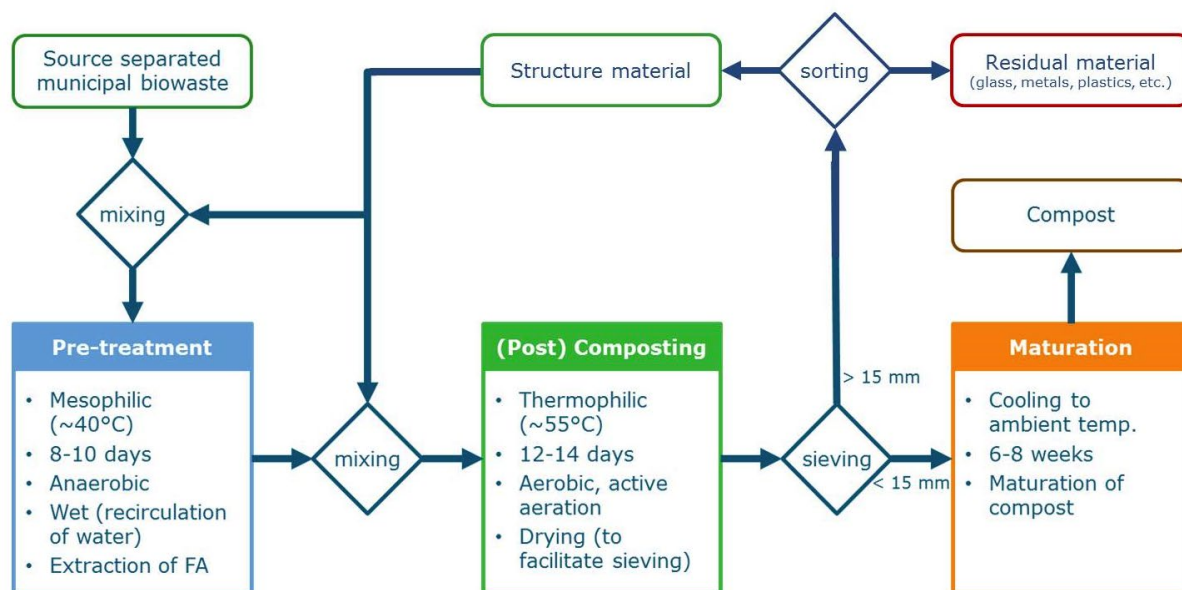 Source separated
municipal biowaste
Structure material
sorting
Residual material
(glass, metals, plastics, etc.)
mixing
Compost
Pre-treatment
• Mesophilic
(~40°C)
• 8-10 days
• Anaerobic
• Wet (recirculation
of water)
• Extraction of FA
mixing
(Post) Composting
• Thermophilic
(~55°C)
• 12-14 days
• Aerobic, active
aeration
• Drying (to
facilitate sieving)
> 15 mm
sieving
< 15 mm
Maturation
• Cooling to
ambient temp.
• 6-8 weeks
• Maturation of
compost